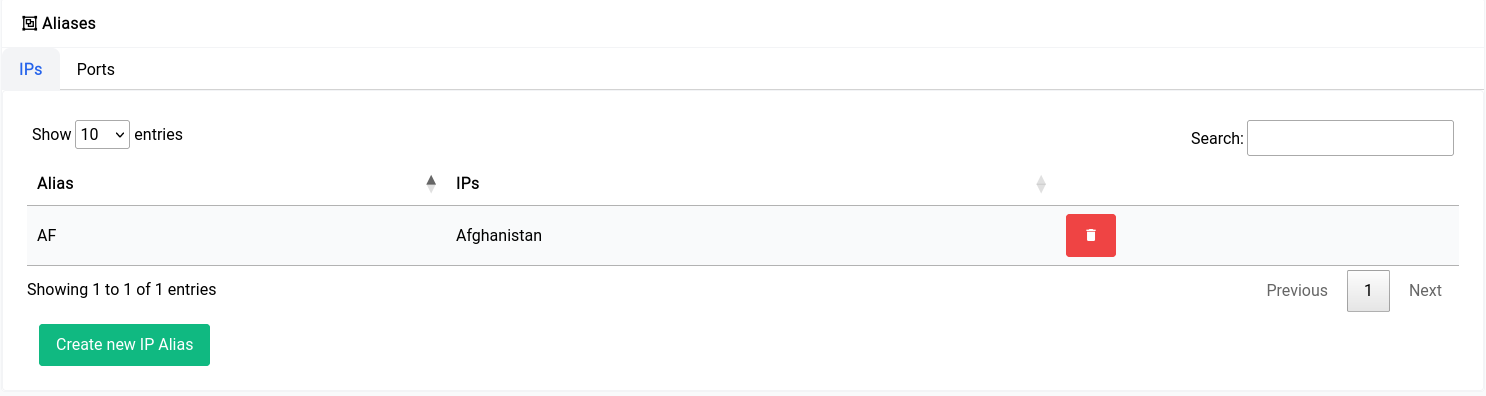 Aliases
IPs Ports
Show 10 entries Search:
Alias IPs
AF Afghanistan
Showing 1 to 1 of 1 entries Previous 1 Next
Create new IP Alias